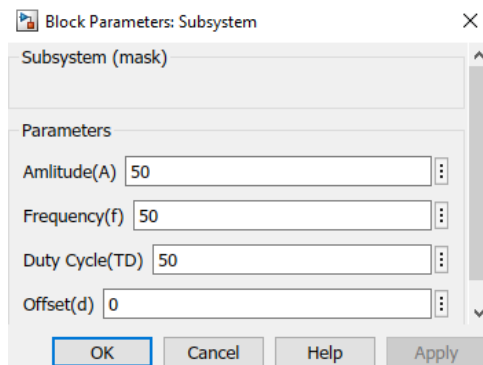 Block Parameters: Subsystem
Subsystem (mask)
Parameters
Amlitude(A) 50
Frequency(f) 50
Duty Cycle(TD) 50
Offset(d) 0
OK Cancel Help Apply